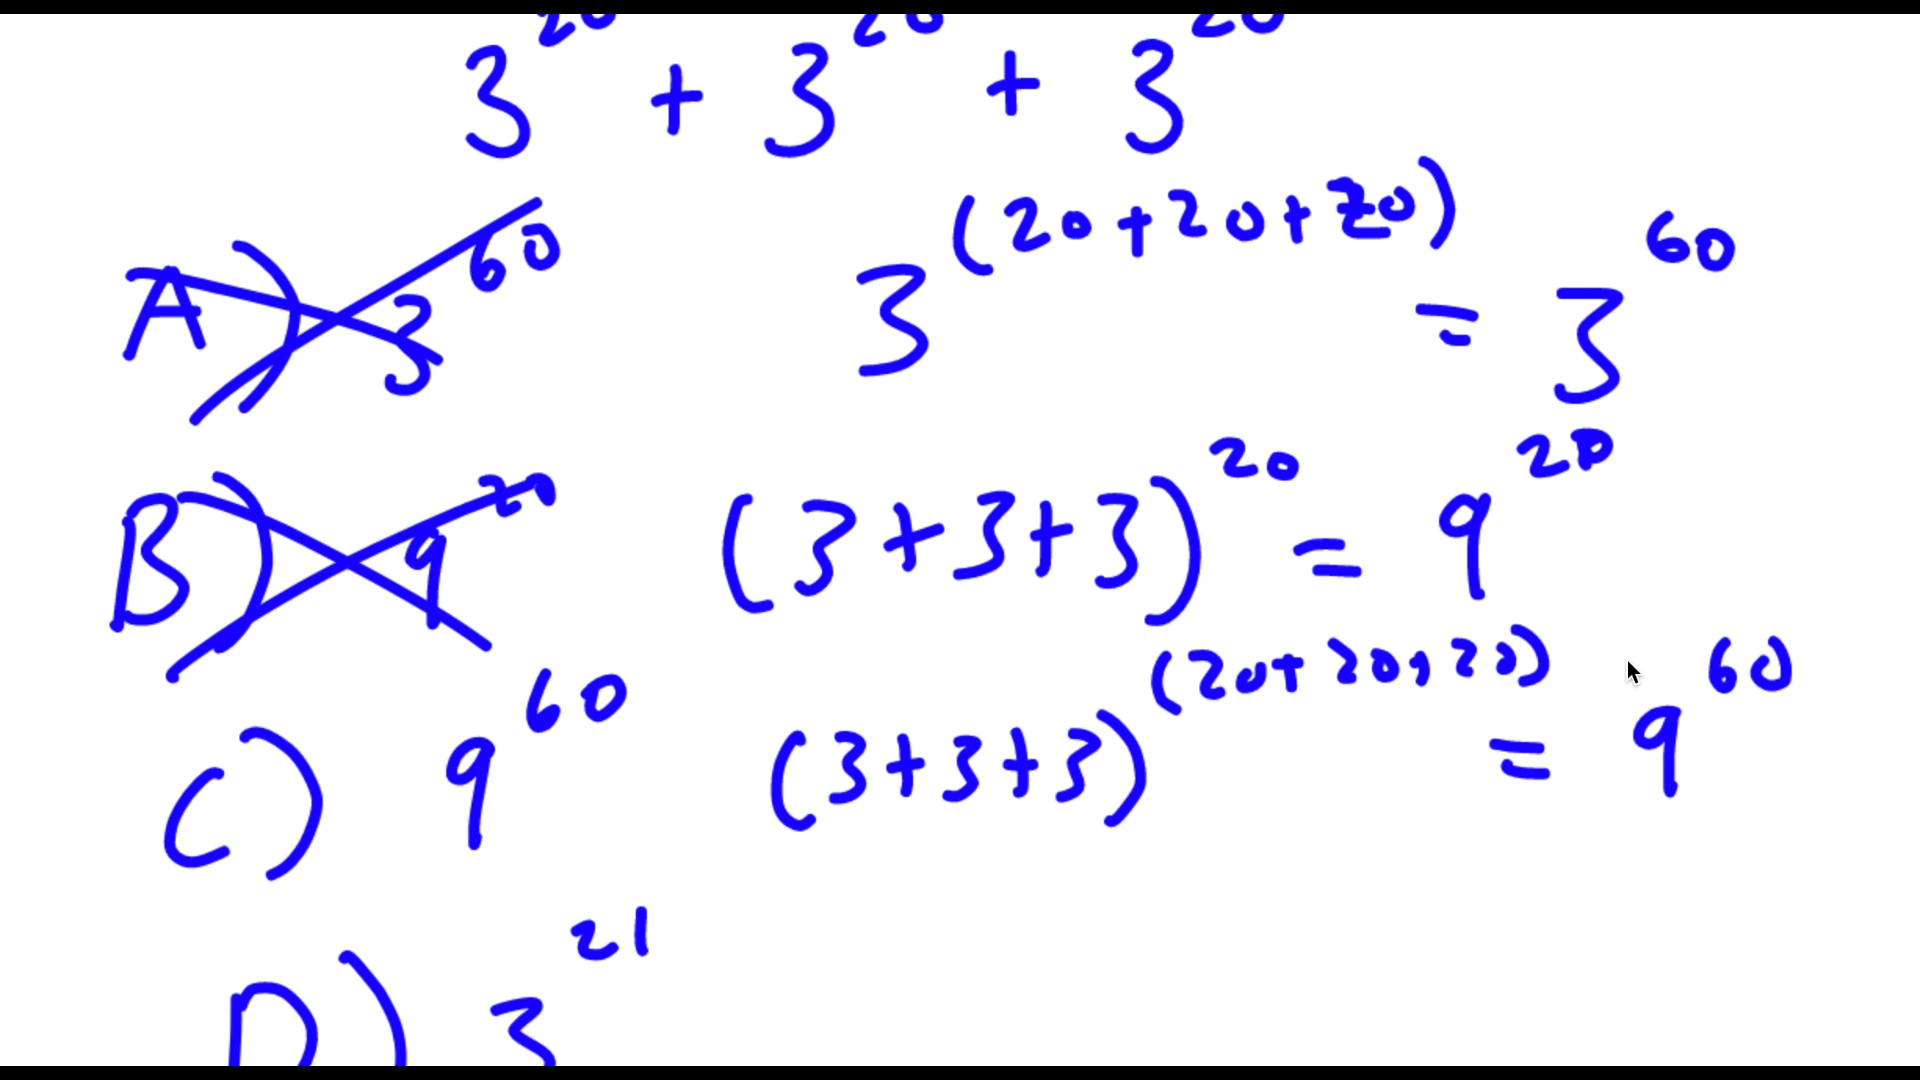 3^20 + 3^20 + 3^20
A) 3^60 3^(20+20+20) = 3^60
B) 9^20 (3+3+3)^20 = 9^20
C) 9^60 (3+3+3)^(20+20+20) = 9^60
D) 3^21